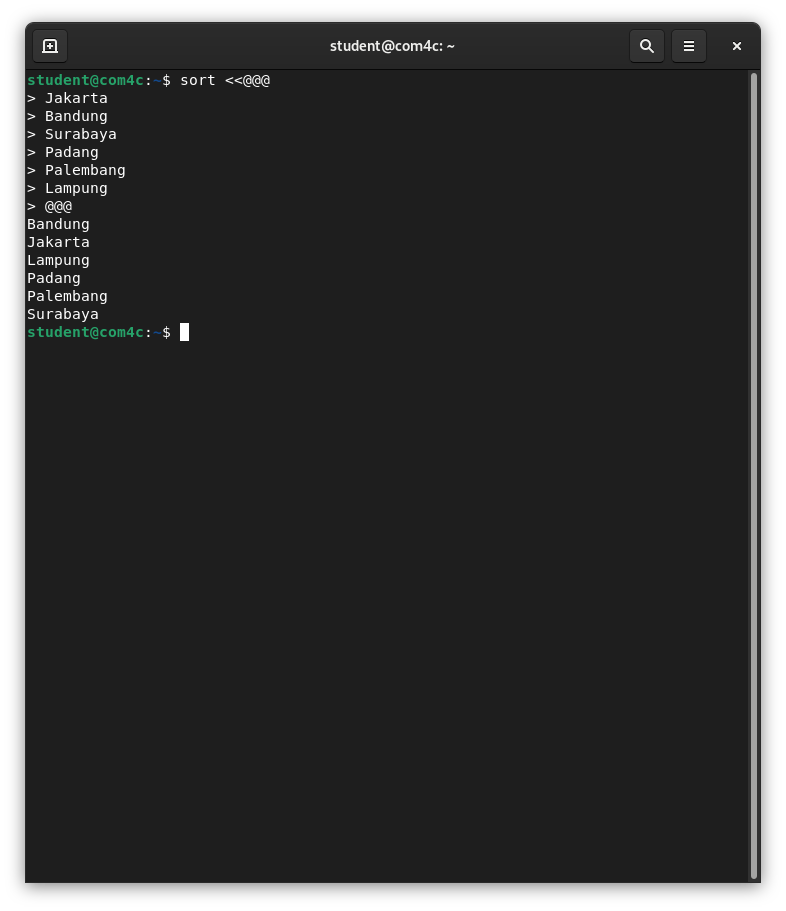 student@com4c: ~
student@com4c:~$ sort <<@@@
> Jakarta
> Bandung
> Surabaya
> Padang
> Palembang
> Lampung
> @@@
Bandung
Jakarta
Lampung
Padang
Palembang
Surabaya
student@com4c:~$